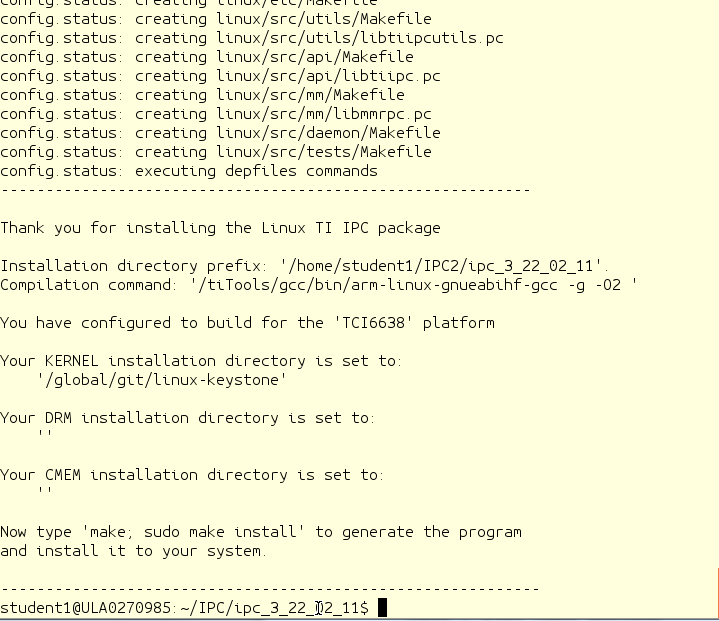 config.status: creating linux/etc/Makefile
config.status: creating linux/src/utils/Makefile
config.status: creating linux/src/utils/libtiipcutils.pc
config.status: creating linux/src/api/Makefile
config.status: creating linux/src/api/libtiipc.pc
config.status: creating linux/src/mm/Makefile
config.status: creating linux/src/mm/libmmrpc.pc
config.status: creating linux/src/daemon/Makefile
config.status: creating linux/src/tests/Makefile
config.status: executing depfiles commands
-----------------------------------------------------------
Thank you for installing the Linux TI IPC package
Installation directory prefix: '/home/student1/IPC2/ipc_3_22_02_11'.
Compilation command: '/tiTools/gcc/bin/arm-linux-gnueabihf-gcc -g -O2 '
You have configured to build for the 'TCI6638' platform
Your KERNEL installation directory is set to:
'/global/git/linux-keystone'
Your DRM installation directory is set to:
''
Your CMEM installation directory is set to:
''
Now type 'make; sudo make install' to generate the program
and install it to your system.
------------------------------------------------------------
student1@ULA0270985:~/IPC/ipc_3_22_02_11$